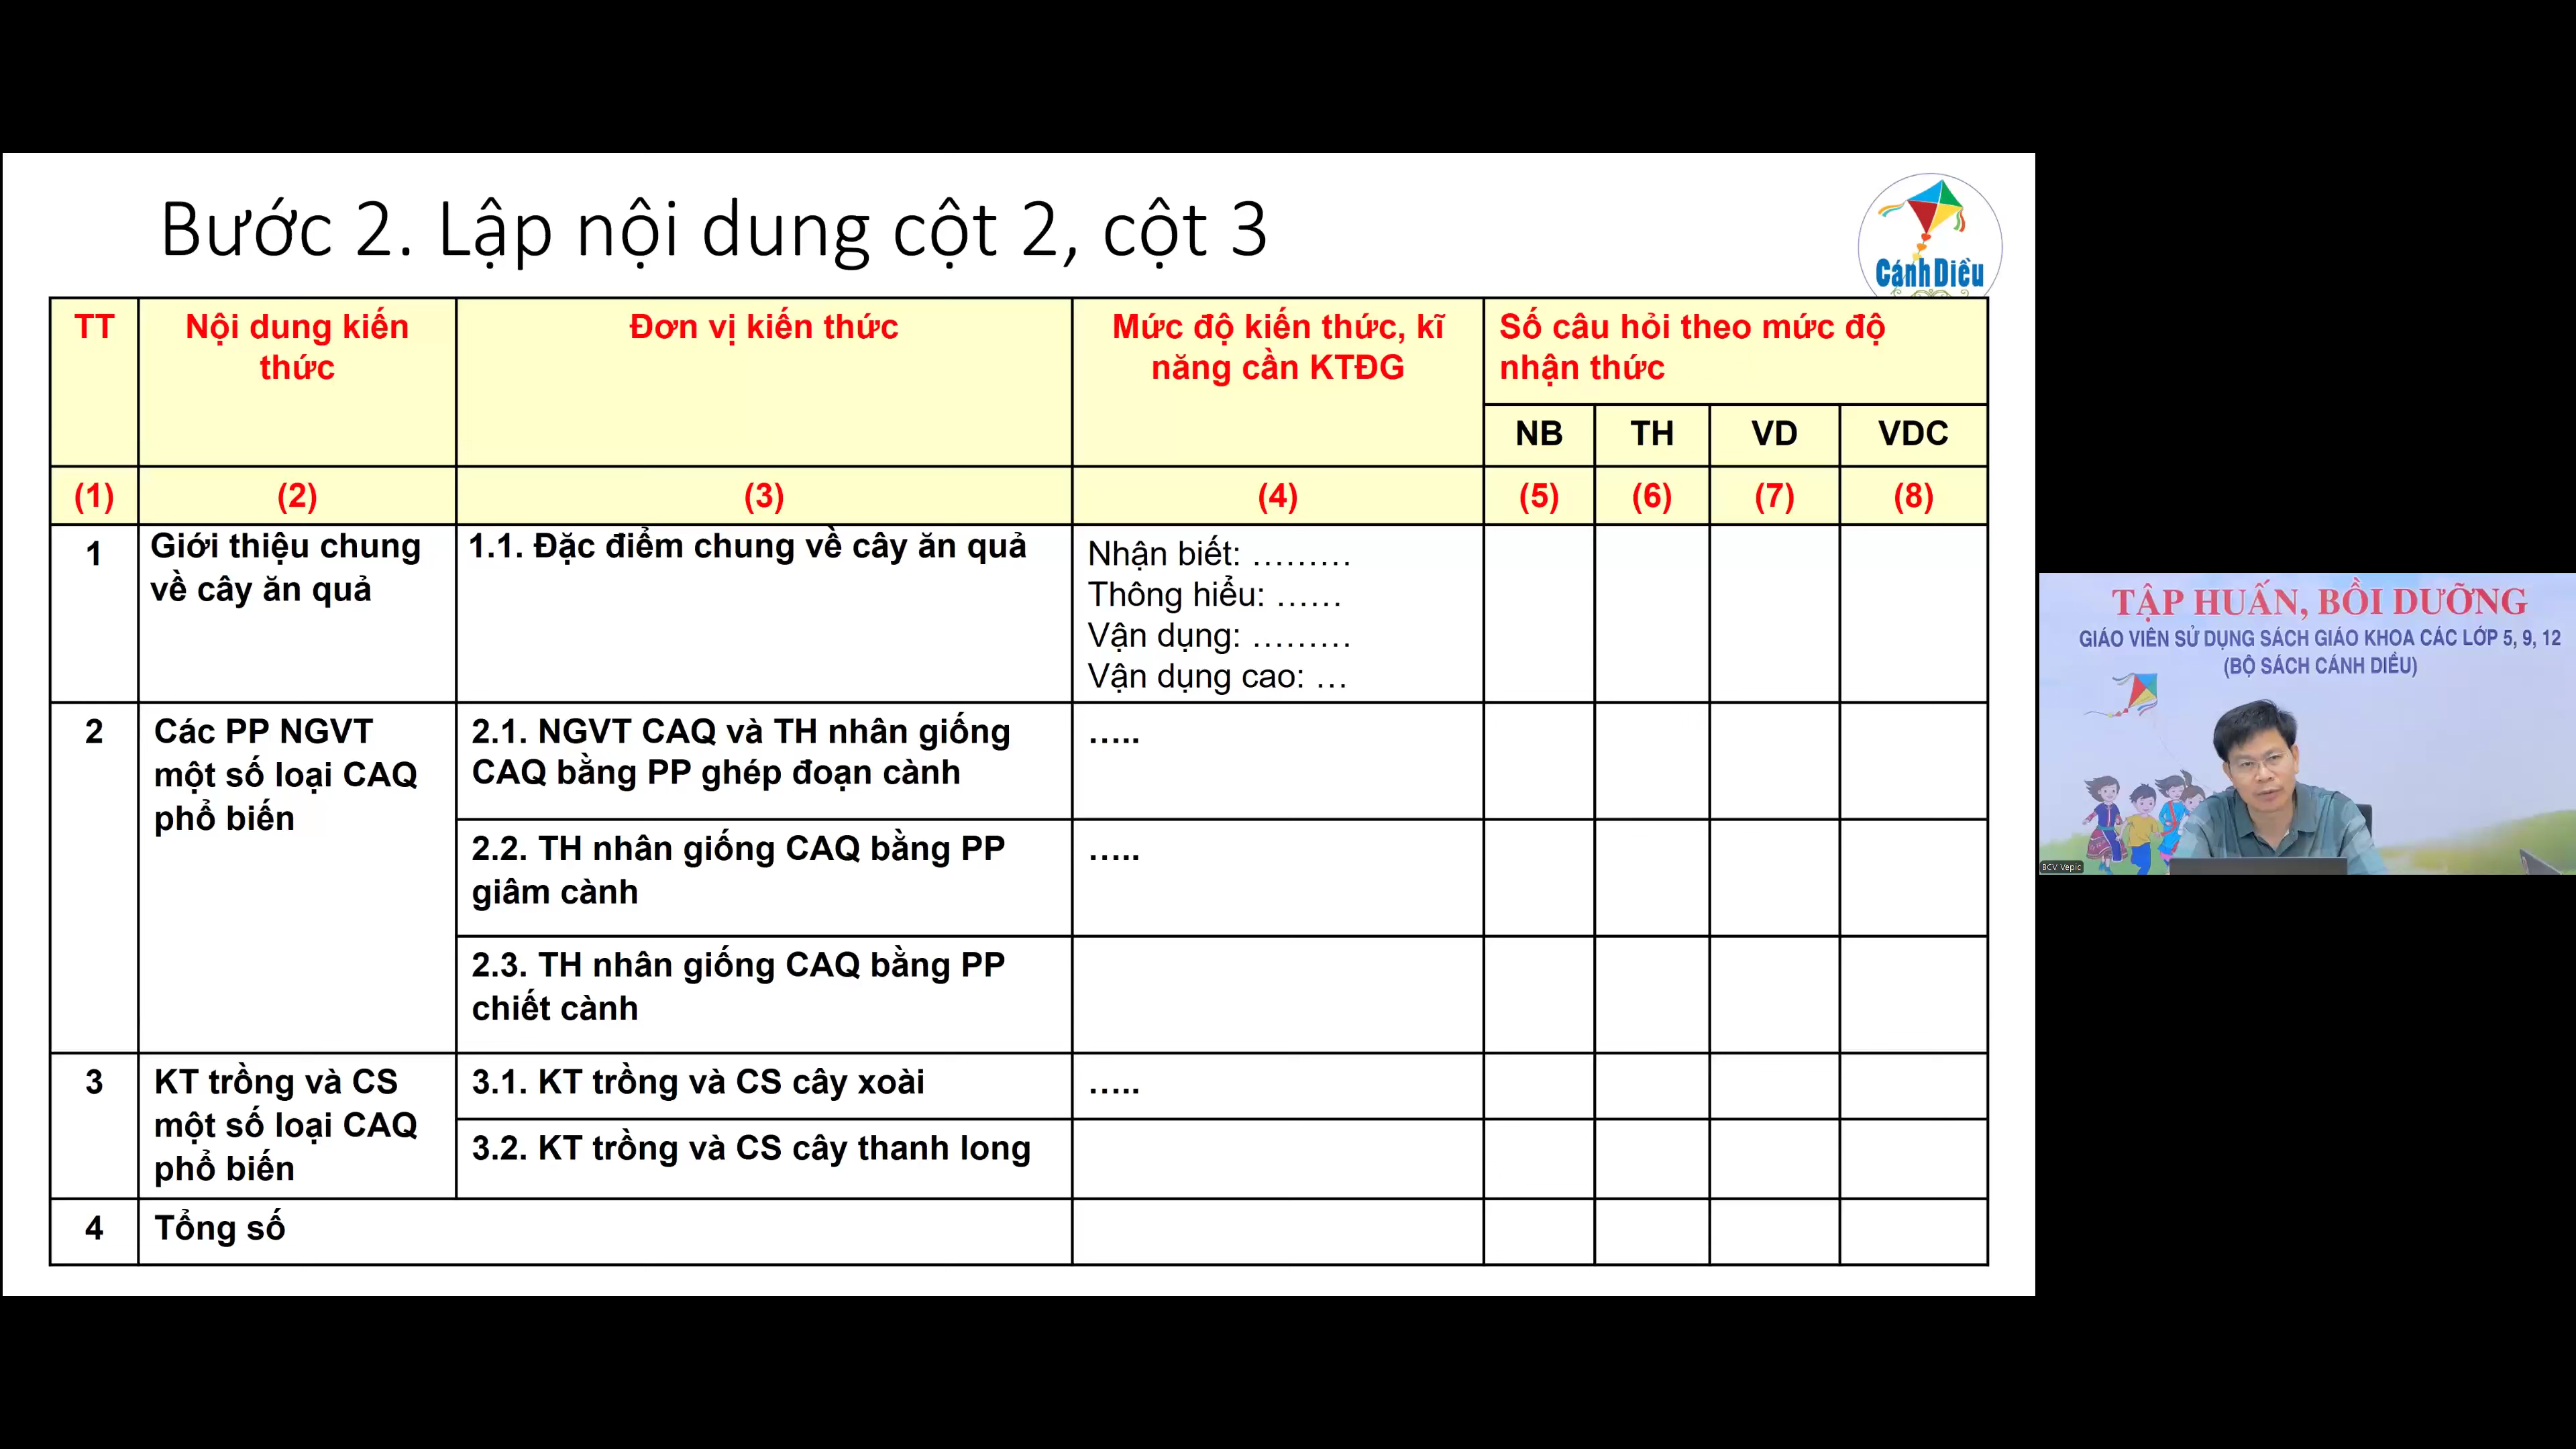 Bước 2. Lập nội dung cột 2, cột 3
Cánh Diều
TT
Nội dung kiến
thức
Đơn vị kiến thức
Mức độ kiến thức, kĩ
năng cần KTĐG
Số câu hỏi theo mức độ
nhận thức
NB
TH
VD
VDC
(1)
(2)
(3)
(4)
(5)
(6)
(7)
(8)
1
Giới thiệu chung
về cây ăn quả
1.1. Đặc điểm chung về cây ăn quả
Nhận biết: ………
Thông hiểu: ……
Vận dụng: ………
Vận dụng cao: …
2
Các PP NGVT
một số loại CAQ
phổ biến
2.1. NGVT CAQ và TH nhân giống
CAQ bằng PP ghép đoạn cành
…..
2.2. TH nhân giống CAQ bằng PP
giâm cành
…..
2.3. TH nhân giống CAQ bằng PP
chiết cành
3
KT trồng và CS
một số loại CAQ
phổ biến
3.1. KT trồng và CS cây xoài
…..
3.2. KT trồng và CS cây thanh long
4
Tổng số
TẬP HUẤN, BỒI DƯỠNG
GIÁO VIÊN SỬ DỤNG SÁCH GIÁO KHOA CÁC LỚP 5, 9, 12
(BỘ SÁCH CÁNH DIỀU)
BCV Vepic